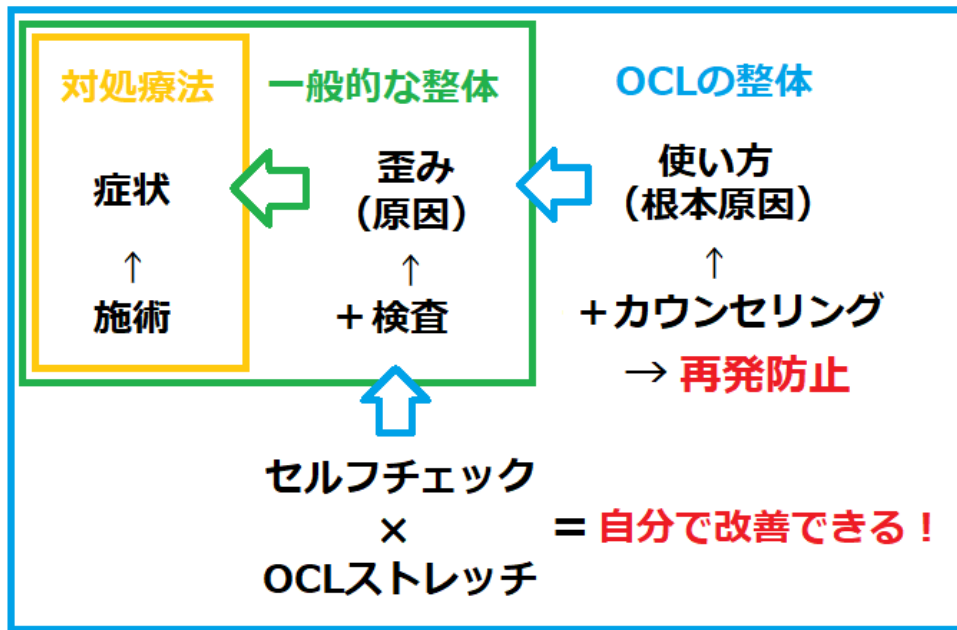 対処療法
症状
↑
施術
一般的な整体
歪み
（原因）
↑
＋検査
OCLの整体
使い方
（根本原因）
↑
＋カウンセリング
→ 再発防止
セルフチェック
×
OCLストレッチ
＝自分で改善できる！